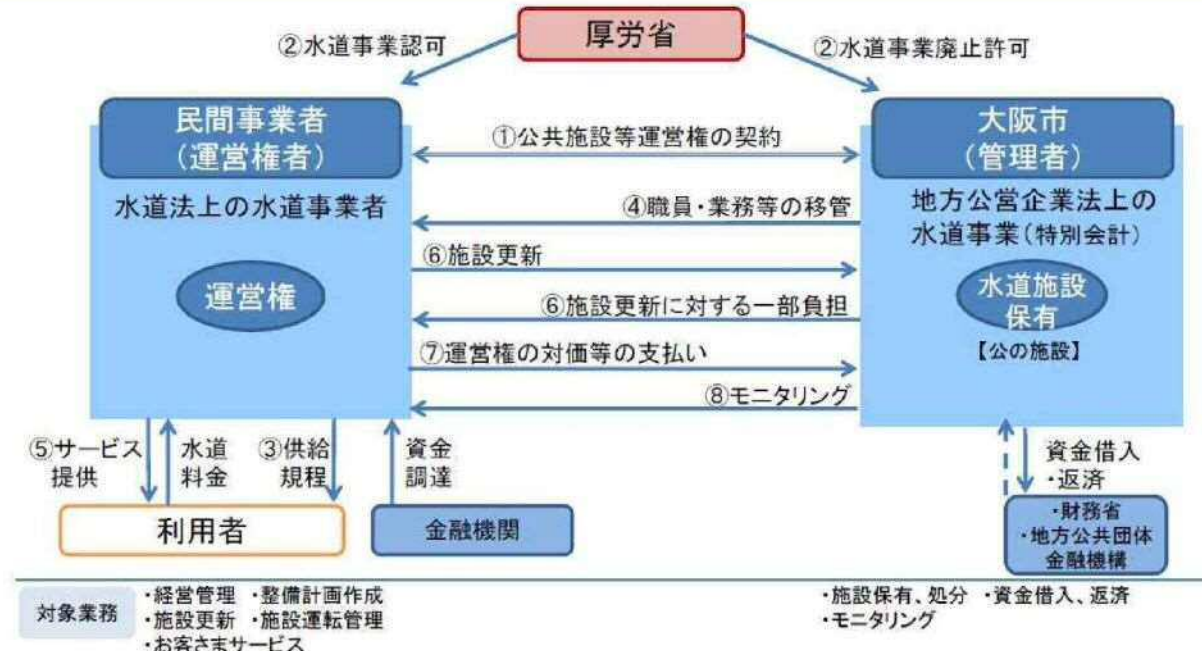 厚労省
②水道事業認可
②水道事業廃止許可
民間事業者
(運営権者)
水道法上の水道事業者
運営権
①公共施設等運営権の契約
④職員・業務等の移管
⑥施設更新
⑥施設更新に対する一部負担
⑦運営権の対価等の支払い
⑧モニタリング
大阪市
(管理者)
地方公営企業法上の
水道事業(特別会計)
水道施設
保有
【公の施設】
⑤サービス
提供
水道
料金
③供給
規程
資金
調達
資金借入
・返済
利用者
金融機関
・財務省
・地方公共団体
金融機構
対象業務
・経営管理 ・整備計画作成
・施設更新 ・施設運転管理
・お客さまサービス
・施設保有、処分 ・資金借入、返済
・モニタリング